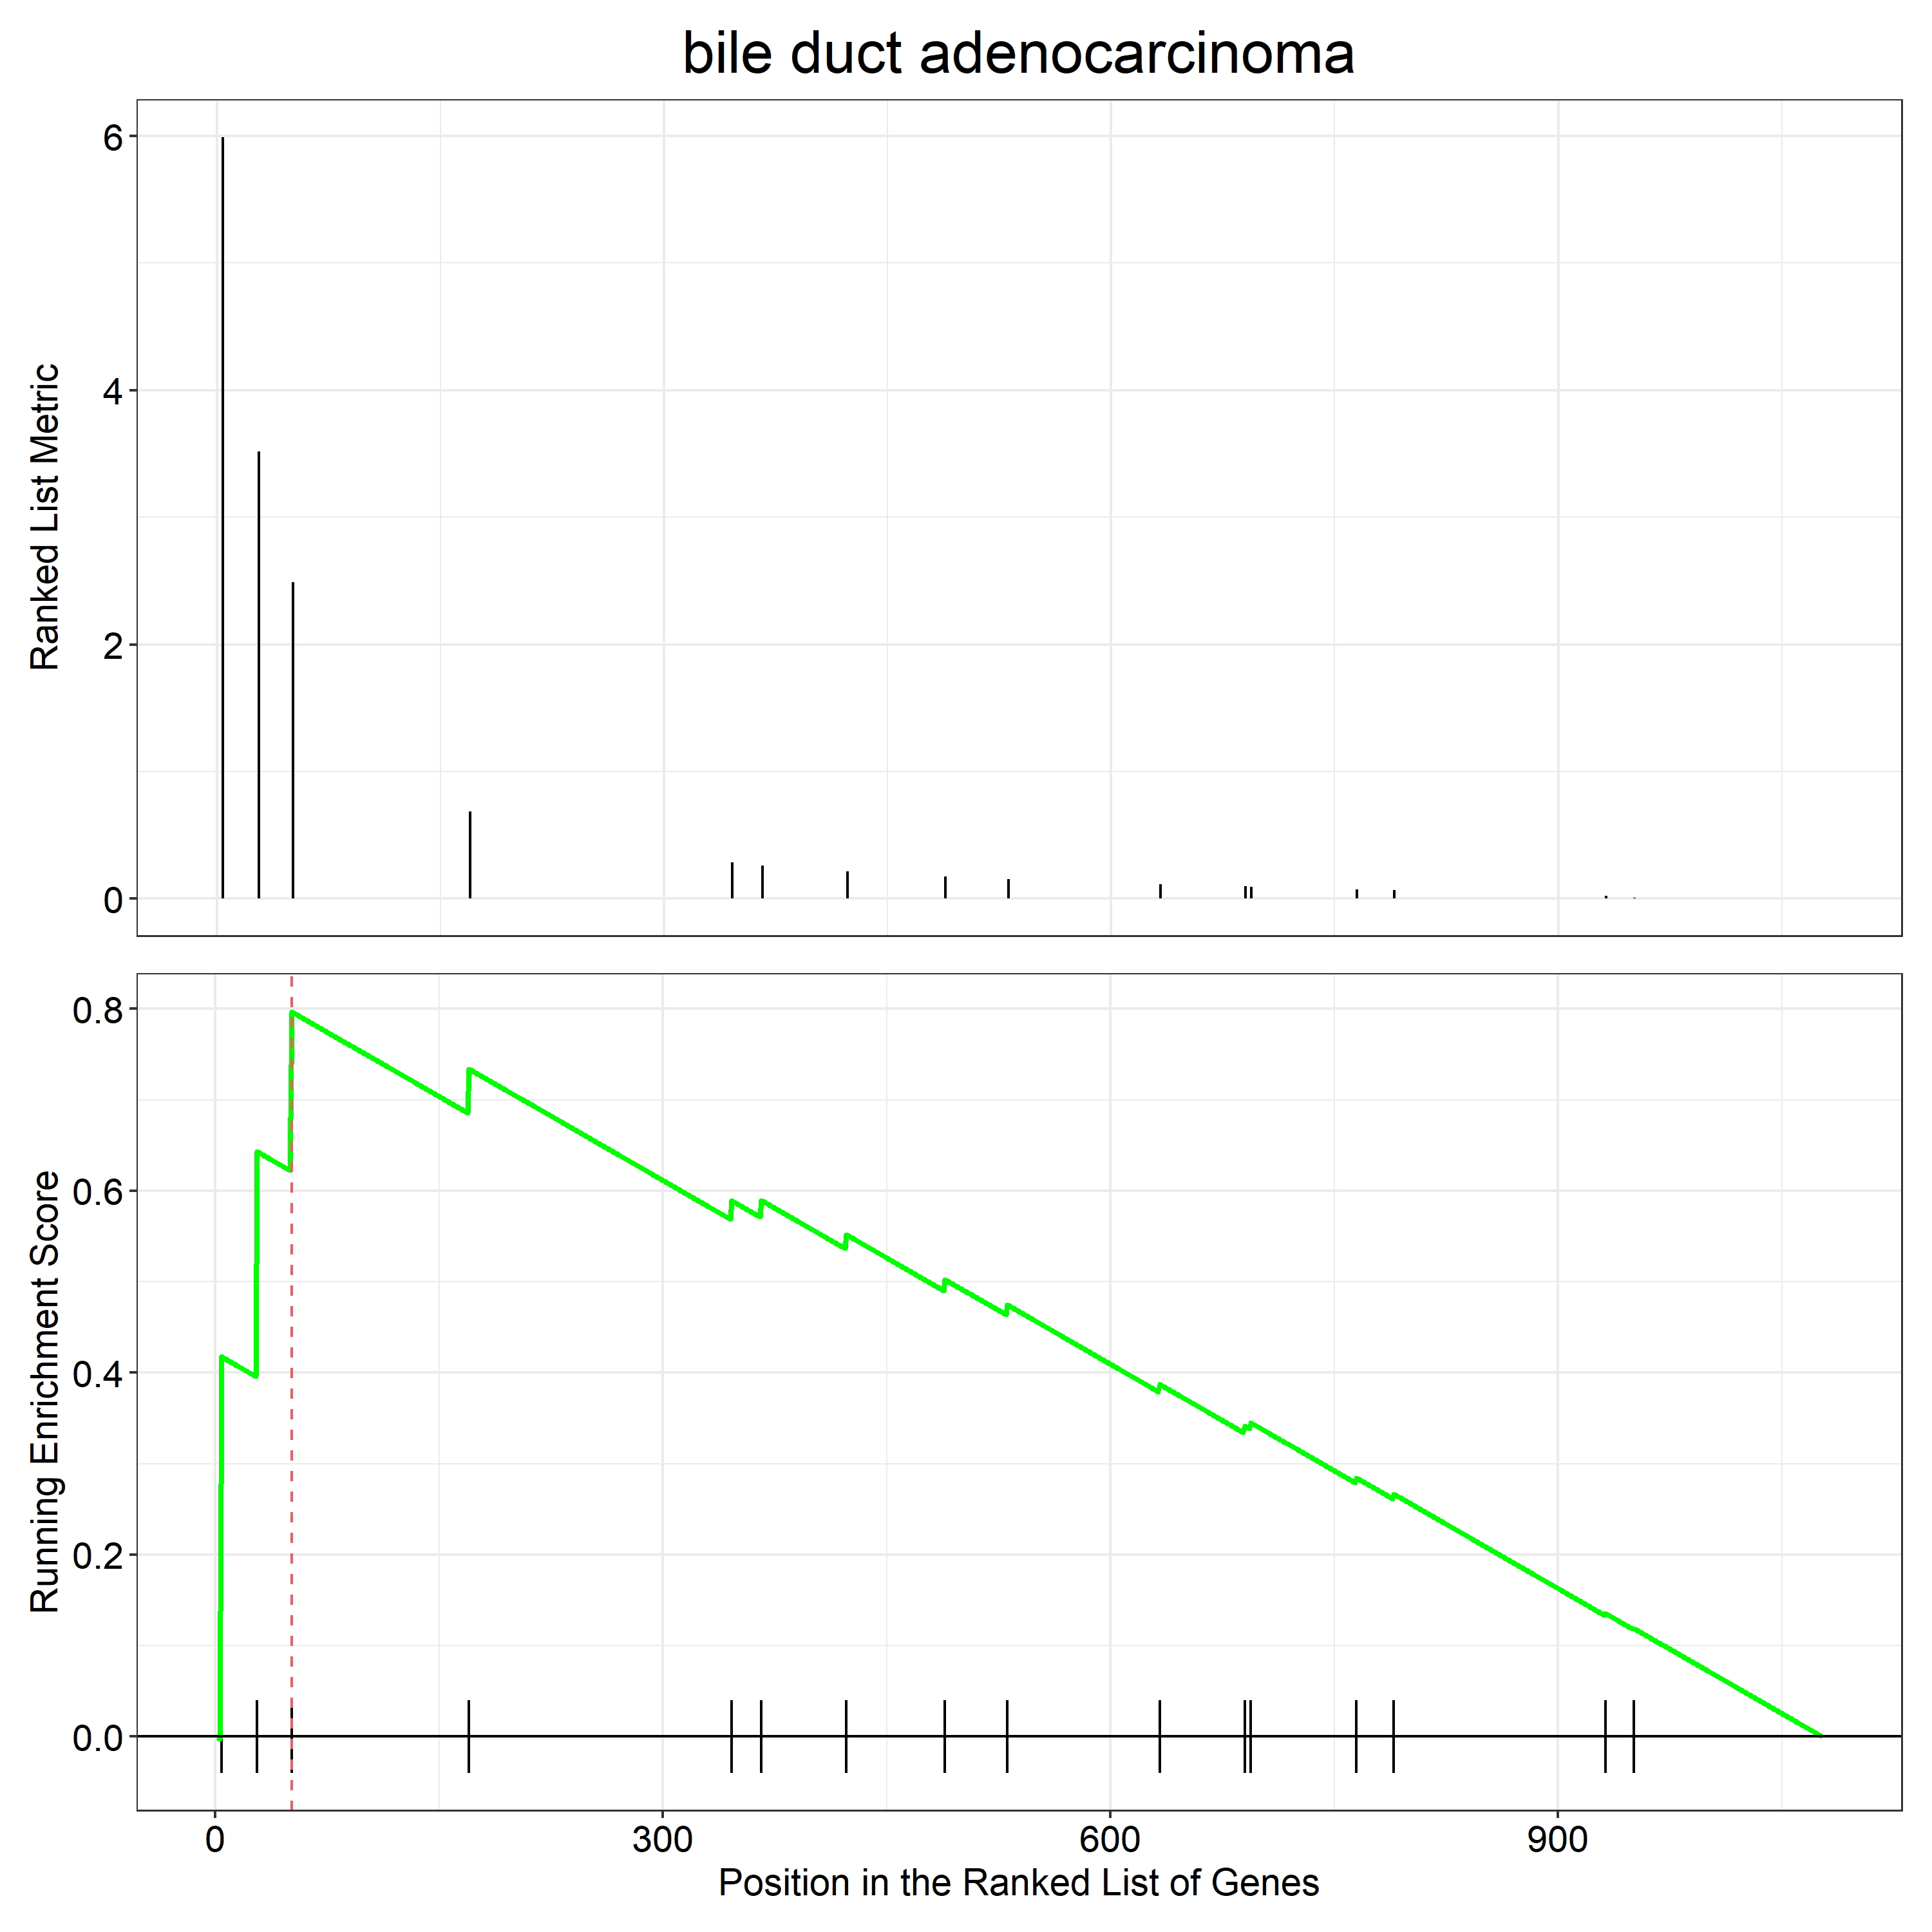 bile duct adenocarcinoma
Ranked List Metric
6
4
2
0
Running Enrichment Score
0.8
0.6
0.4
0.2
0.0
0 300 600 900
Position in the Ranked List of Genes